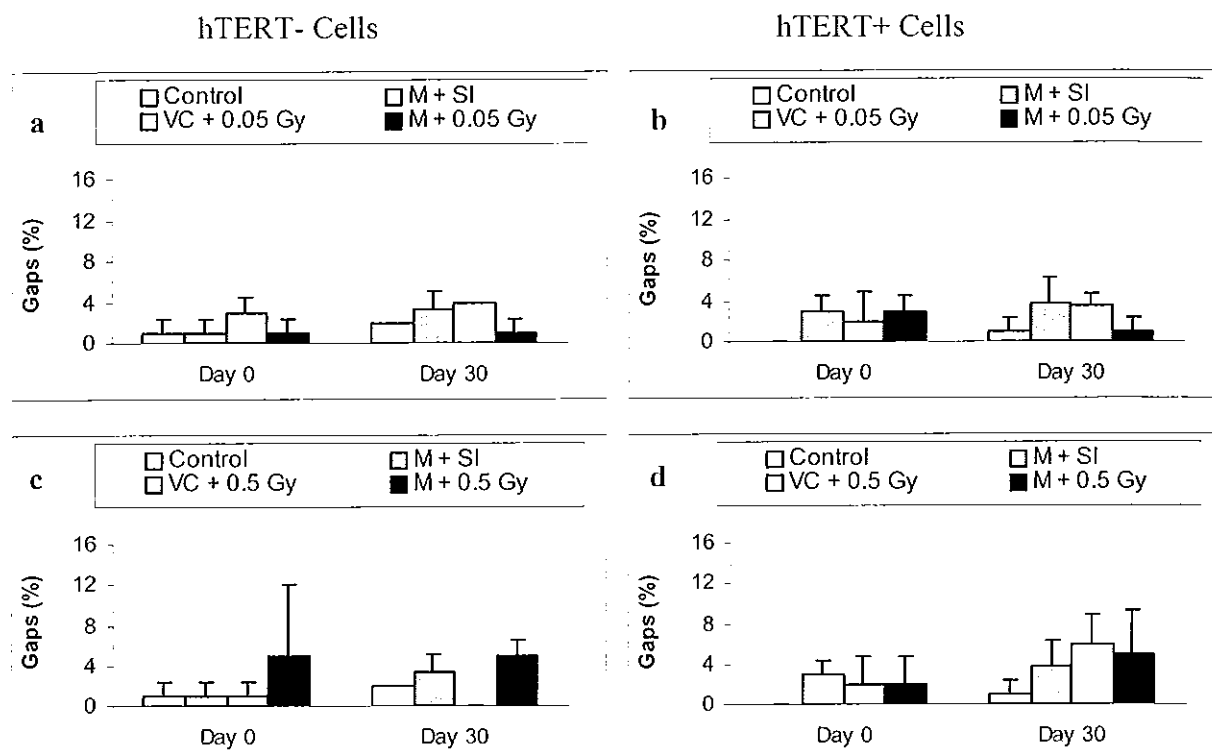 hTERT- Cells
hTERT+ Cells
a
Control
M + SI
VC + 0.05 Gy
M + 0.05 Gy
Gaps (%)
16
12
8
4
0
Day 0
Day 30
b
Control
M + SI
VC + 0.05 Gy
M + 0.05 Gy
Gaps (%)
16
12
8
4
0
Day 0
Day 30
c
Control
M + SI
VC + 0.5 Gy
M + 0.5 Gy
Gaps (%)
16
12
8
4
0
Day 0
Day 30
d
Control
M + SI
VC + 0.5 Gy
M + 0.5 Gy
Gaps (%)
16
12
8
4
0
Day 0
Day 30